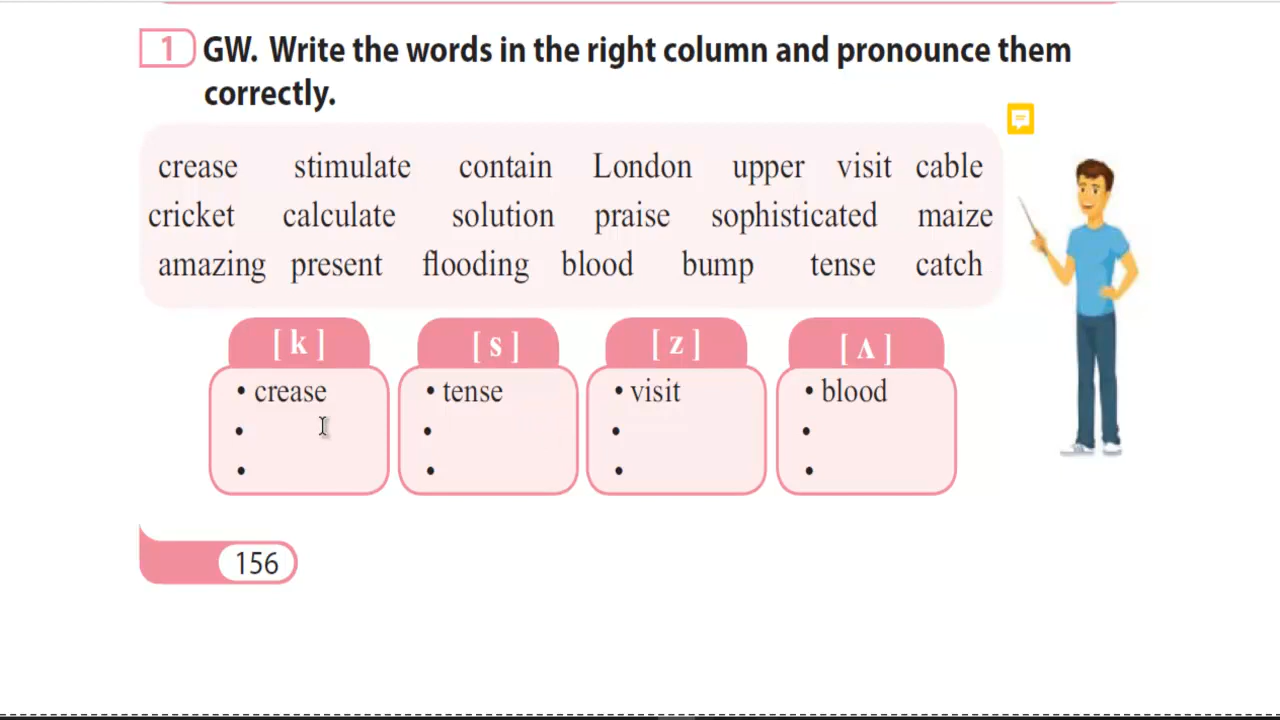 1 GW. Write the words in the right column and pronounce them
correctly.
crease stimulate contain London upper visit cable
cricket calculate solution praise sophisticated maize
amazing present flooding blood bump tense catch
[ k ] [ s ] [ z ] [ ʌ ]
• crease • tense • visit • blood
• • • •
• • • •
156